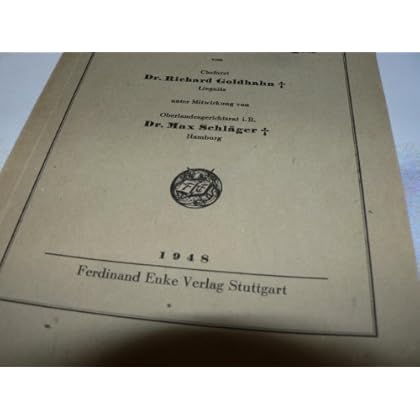 von
Chefarzt
Dr. Richard Goldhahn †
Liegnitz
unter Mitwirkung von
Oberlandesgerichtsrat i. R.
Dr. Max Schläger †
Hamburg
1948
Ferdinand Enke Verlag Stuttgart